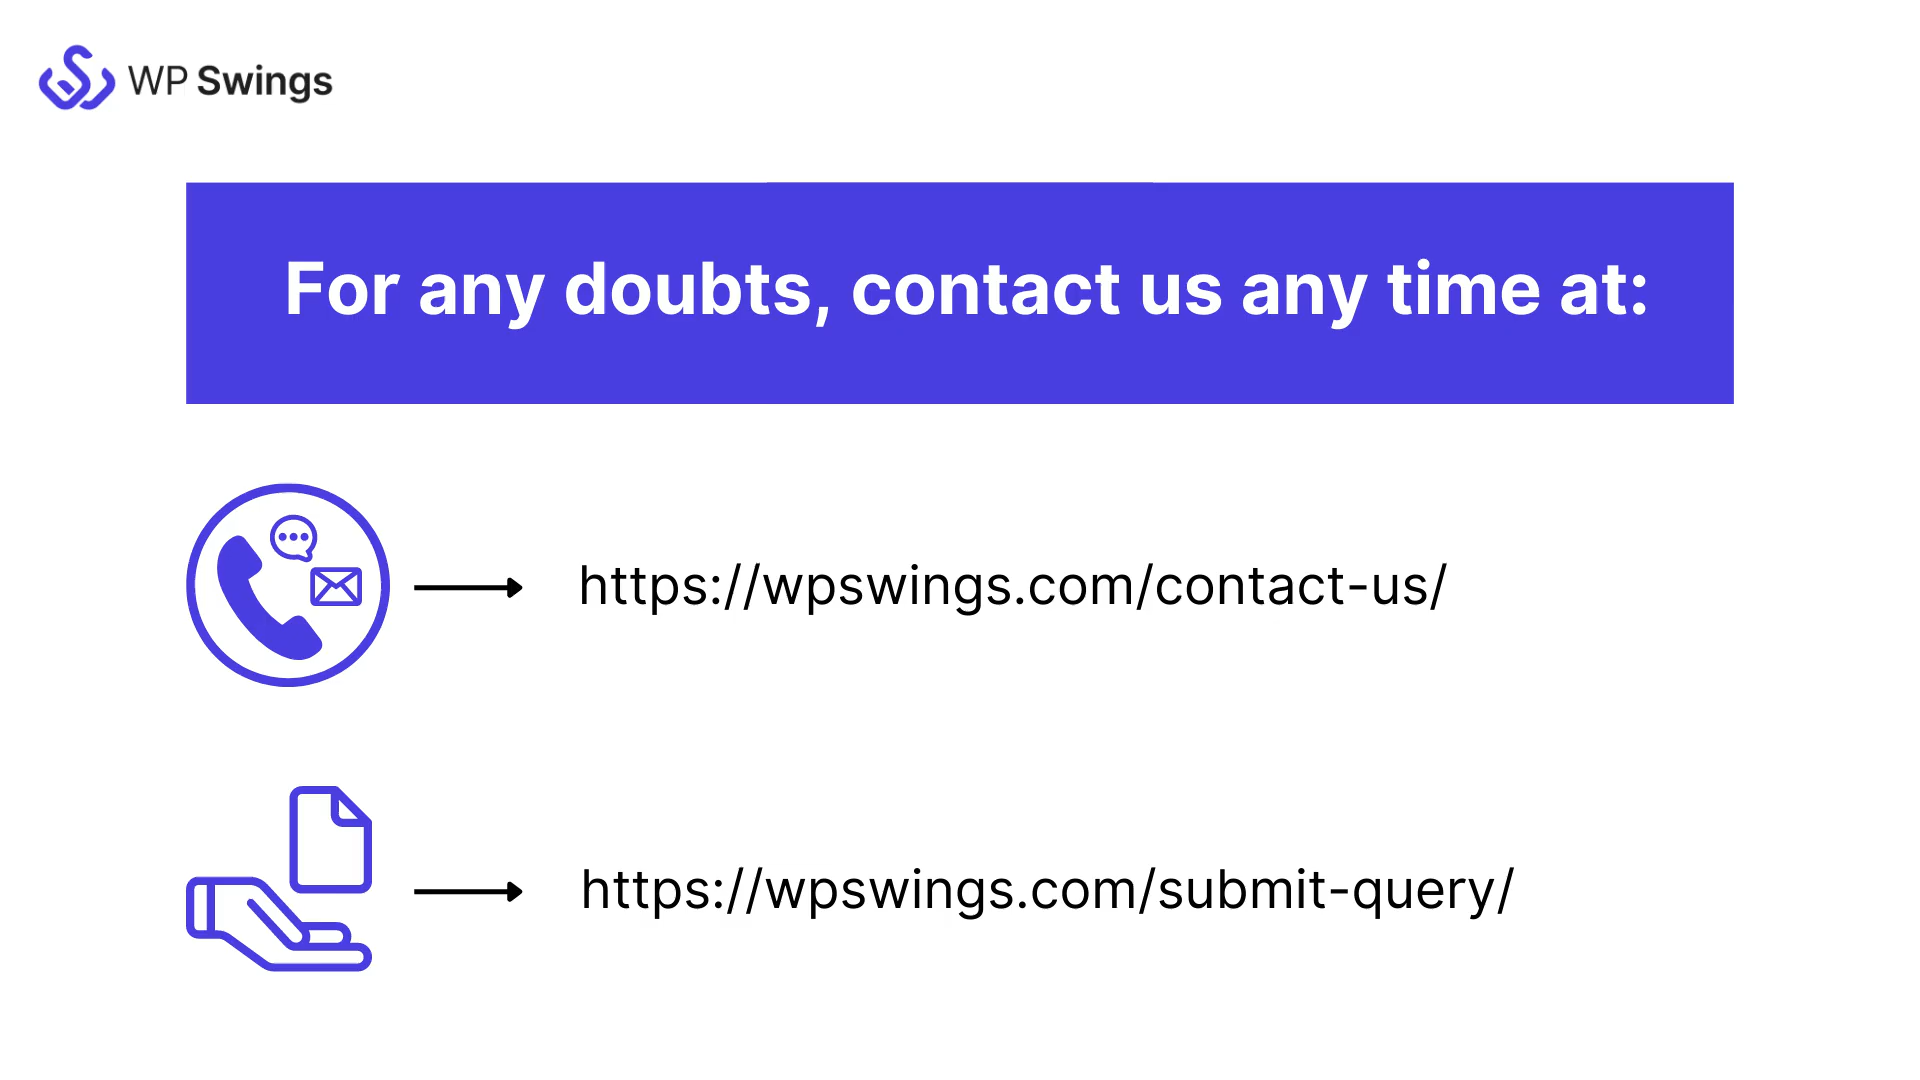 WP Swings
For any doubts, contact us any time at:
https://wpswings.com/contact-us/
https://wpswings.com/submit-query/